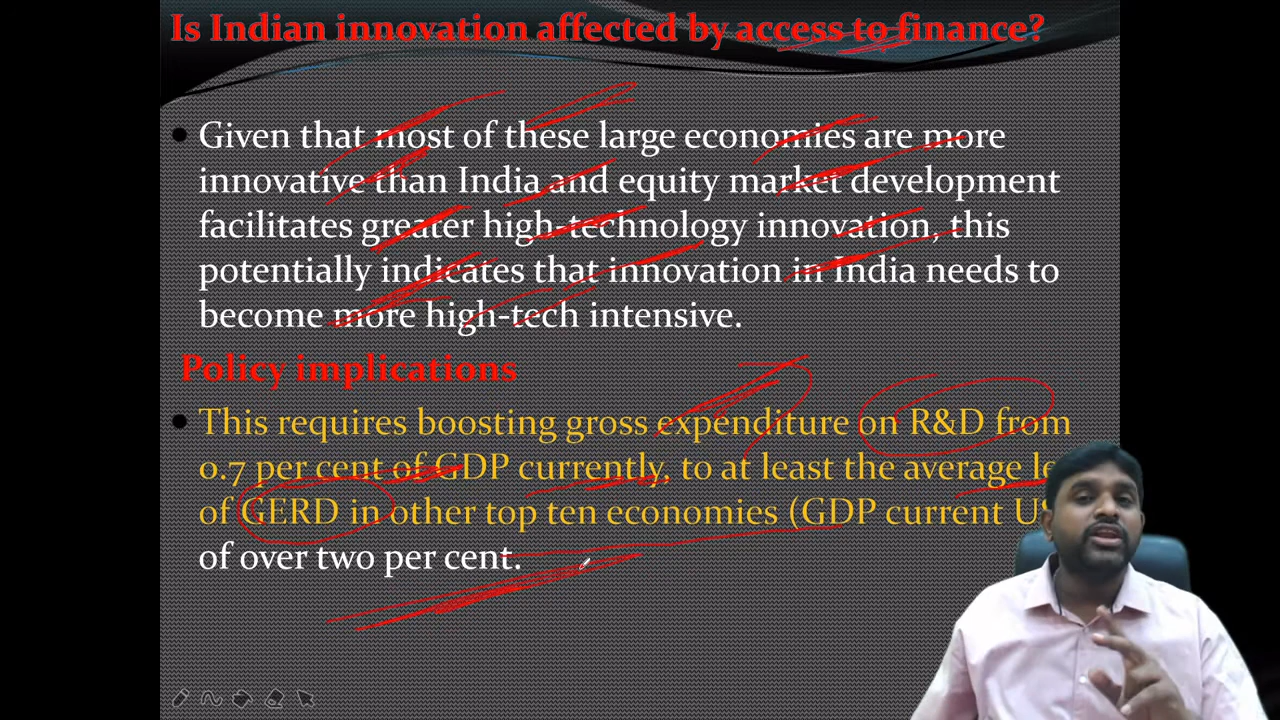 Is Indian innovation affected by access to finance?
Given that most of these large economies are more
innovative than India and equity market development
facilitates greater high-technology innovation, this
potentially indicates that innovation in India needs to
become more high-tech intensive.
Policy implications
This requires boosting gross expenditure on R&D from
0.7 per cent of GDP currently, to at least the average
of GERD in other top ten economies (GDP current
of over two per cent.